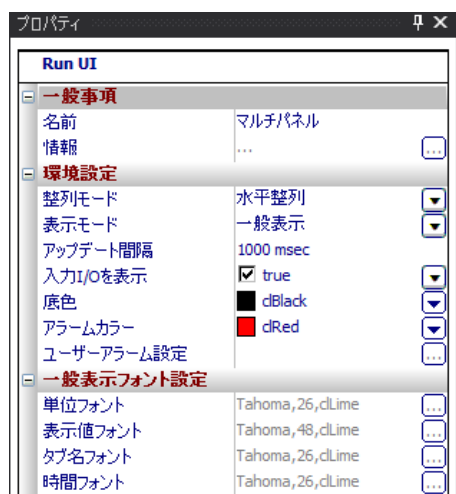 プロパティ
Run UI
一般事項
名前 マルチパネル
情報 ...
環境設定
整列モード 水平整列
表示モード 一般表示
アップデート間隔 1000 msec
入力I/Oを表示 true
底色 clBlack
アラームカラー clRed
ユーザーアラーム設定 ...
一般表示フォント設定
単位フォント Tahoma,26,clLime ...
表示値フォント Tahoma,48,clLime ...
タブ名フォント Tahoma,26,clLime ...
時間フォント Tahoma,26,clLime ...